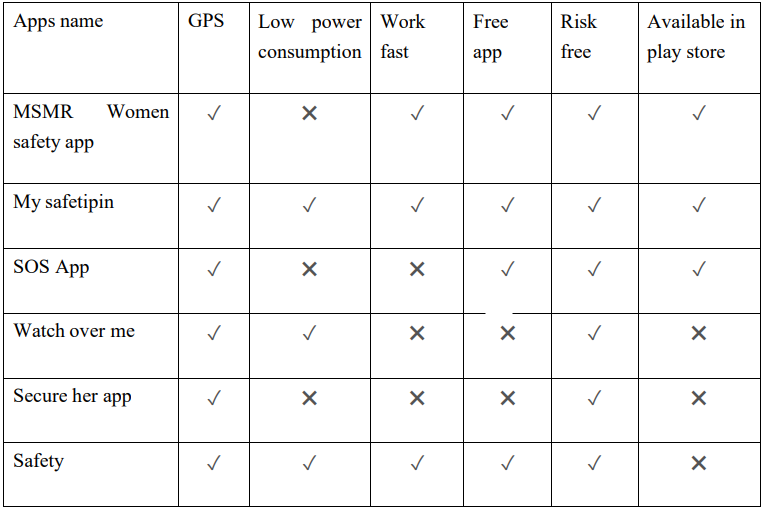 Apps name GPS Low power consumption Work fast Free app Risk free Available in play store
MSMR Women safety app ✓ ✕ ✓ ✓ ✓ ✓
My safetipin ✓ ✓ ✓ ✓ ✓ ✓
SOS App ✓ ✕ ✕ ✓ ✓ ✓
Watch over me ✓ ✓ ✕ ✕ ✓ ✕
Secure her app ✓ ✕ ✕ ✕ ✓ ✕
Safety ✓ ✓ ✓ ✓ ✓ ✕